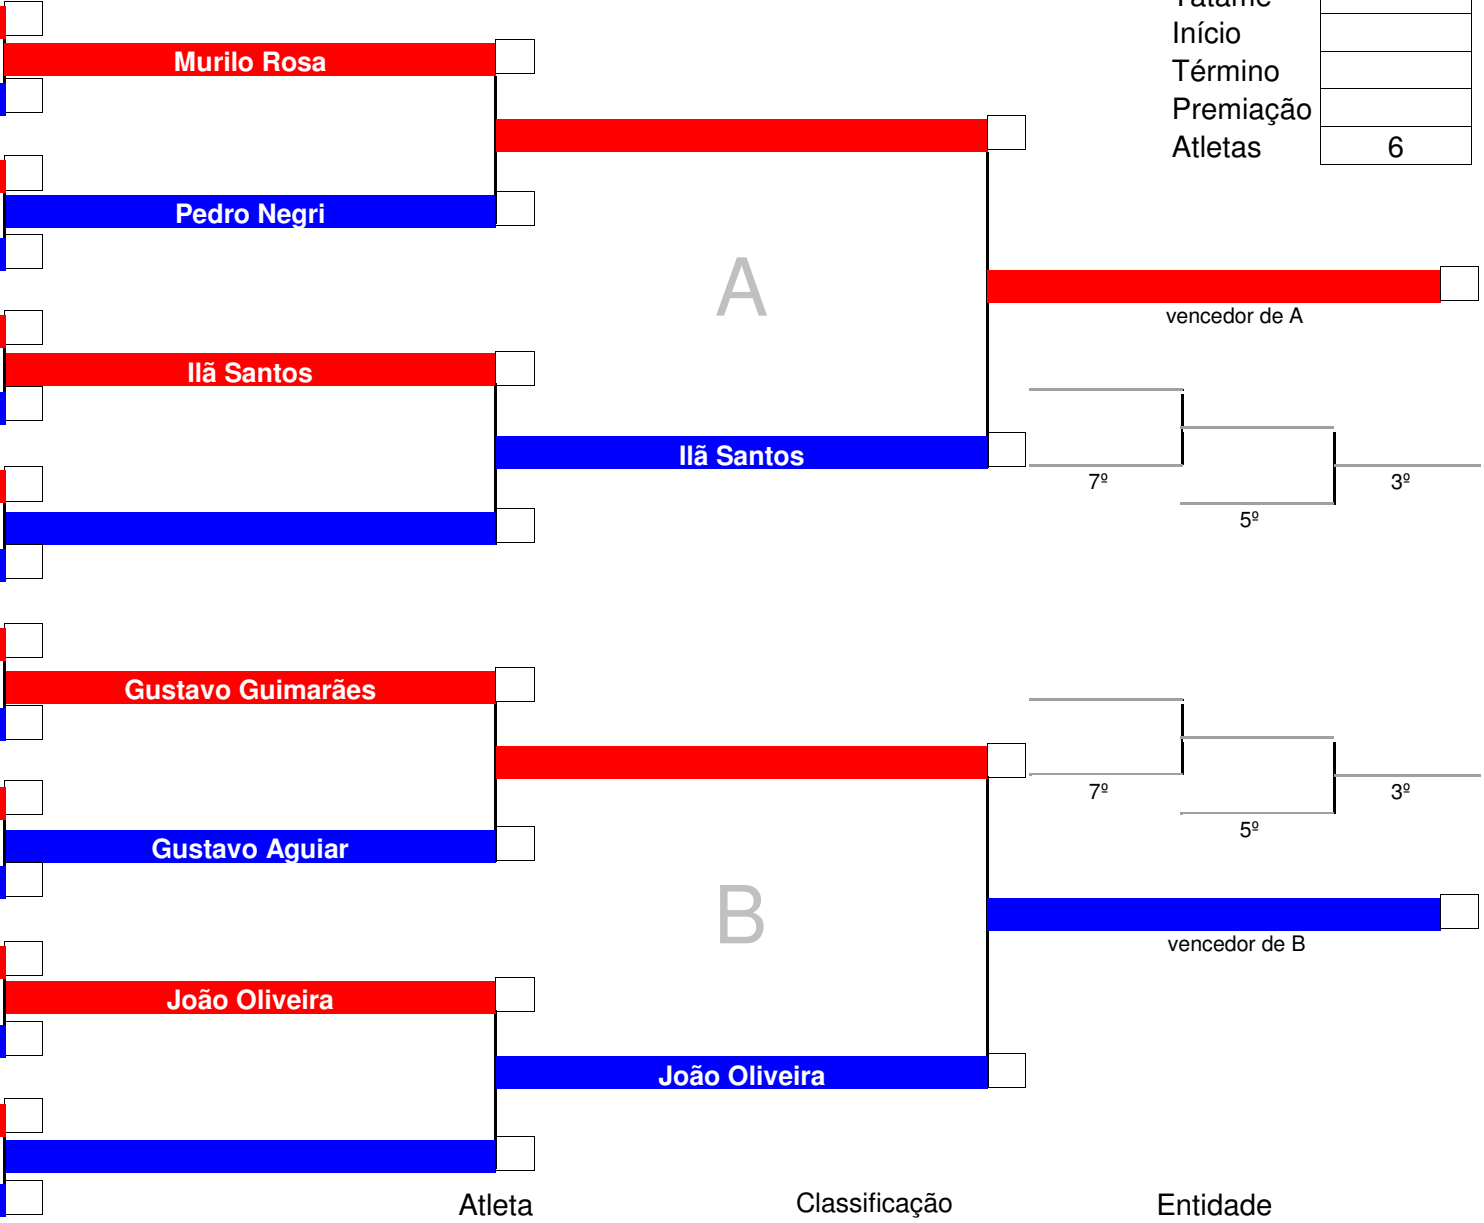 Tatame
Início
Murilo Rosa
Término
Premiação
Atletas 6
Pedro Negri
A
vencedor de A
Ilã Santos
Ilã Santos
7º 3º
5º
Gustavo Guimarães
7º 3º
5º
Gustavo Aguiar
B
vencedor de B
João Oliveira
João Oliveira
Atleta Classificação Entidade